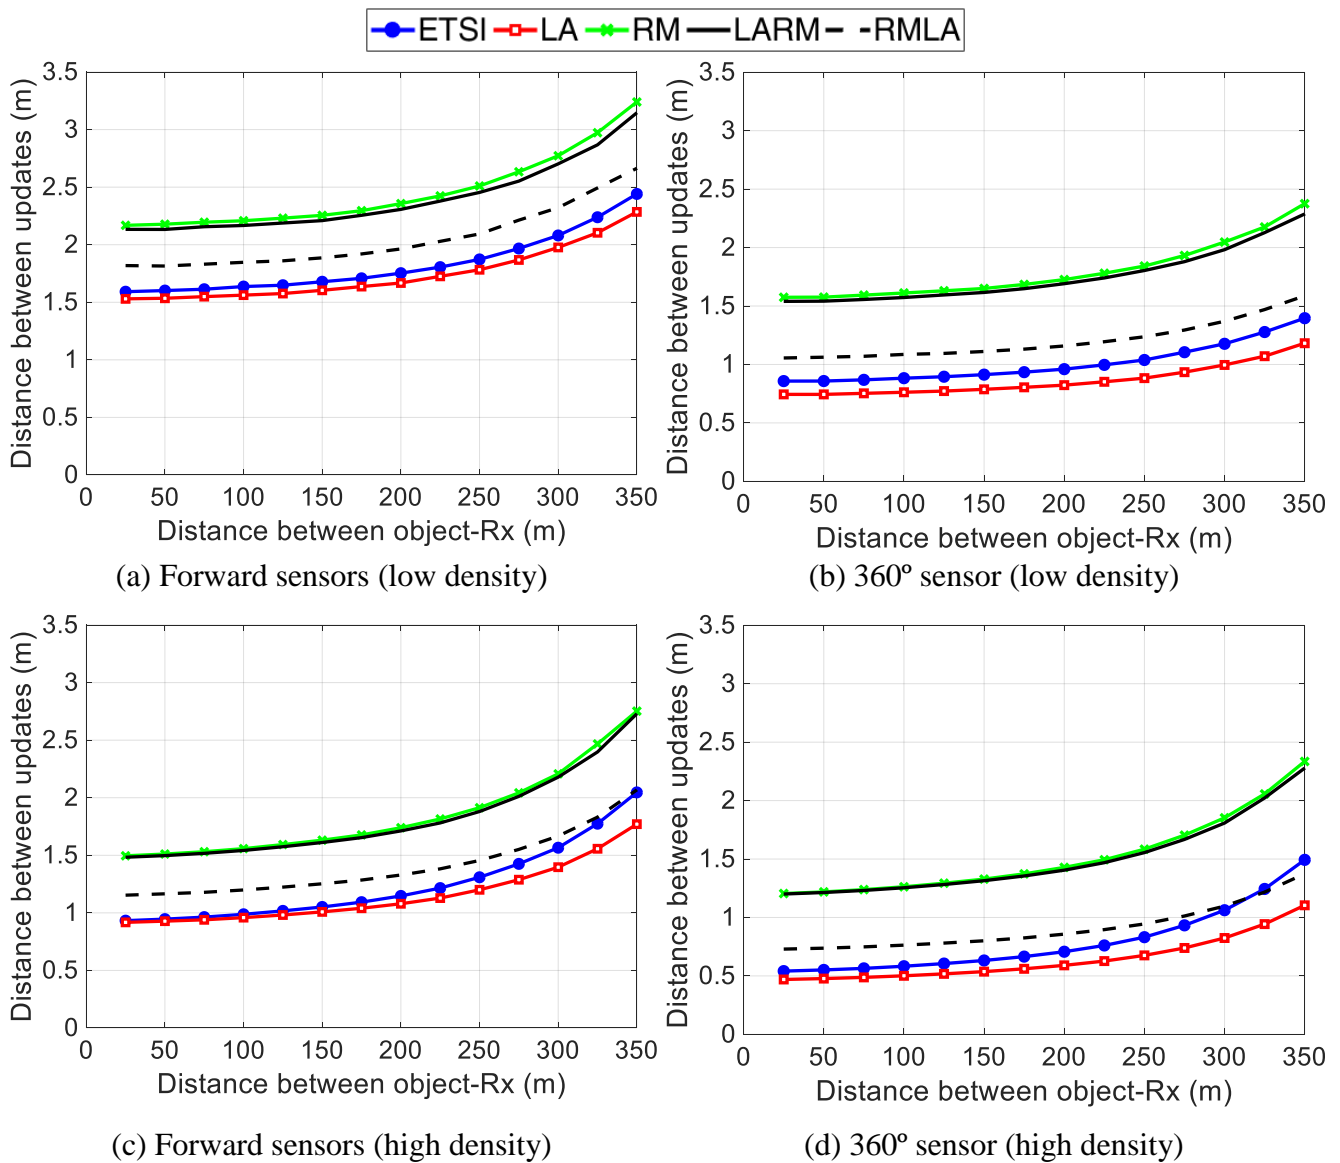 ETSI LA RM LARM RMLA
3.5
3
2.5
2
1.5
1
0.5
0
Distance between updates (m)
0 50 100 150 200 250 300 350
Distance between object-Rx (m)
(a) Forward sensors (low density)
3.5
3
2.5
2
1.5
1
0.5
0
Distance between updates (m)
0 50 100 150 200 250 300 350
Distance between object-Rx (m)
(b) 360º sensor (low density)
3.5
3
2.5
2
1.5
1
0.5
0
Distance between updates (m)
0 50 100 150 200 250 300 350
Distance between object-Rx (m)
(c) Forward sensors (high density)
3.5
3
2.5
2
1.5
1
0.5
0
Distance between updates (m)
0 50 100 150 200 250 300 350
Distance between object-Rx (m)
(d) 360º sensor (high density)